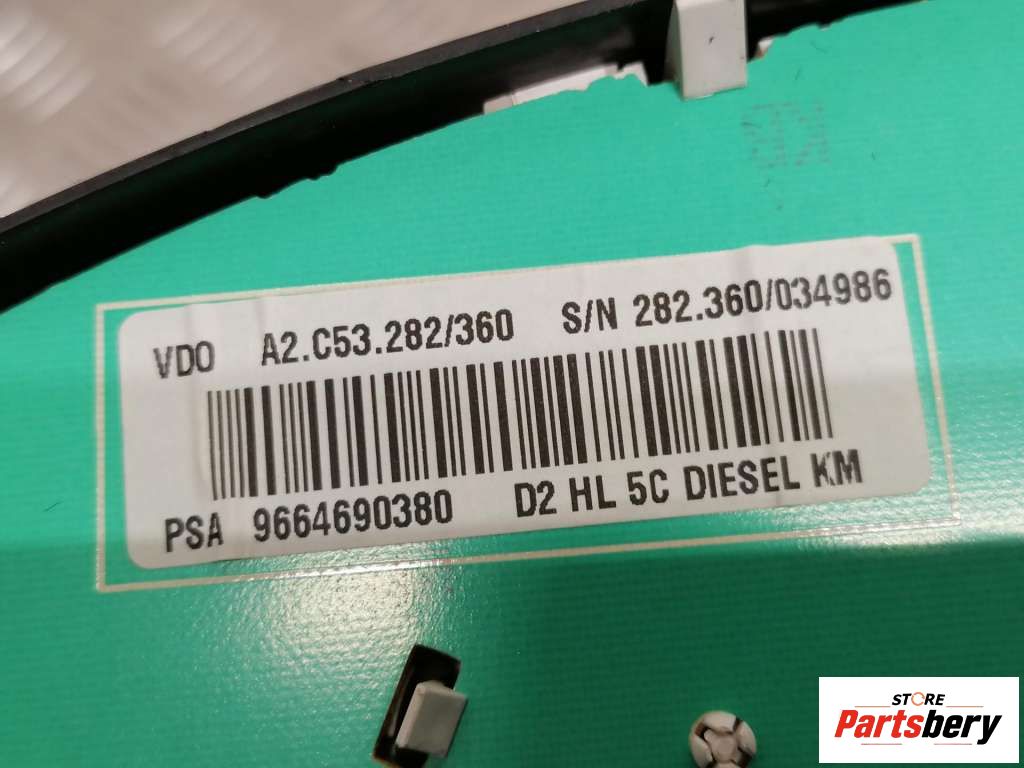 VDO A2.C53.282/360 S/N 282.360/034986
PSA 9664690380 D2 HL 5C DIESEL KM
STORE
Partsbery